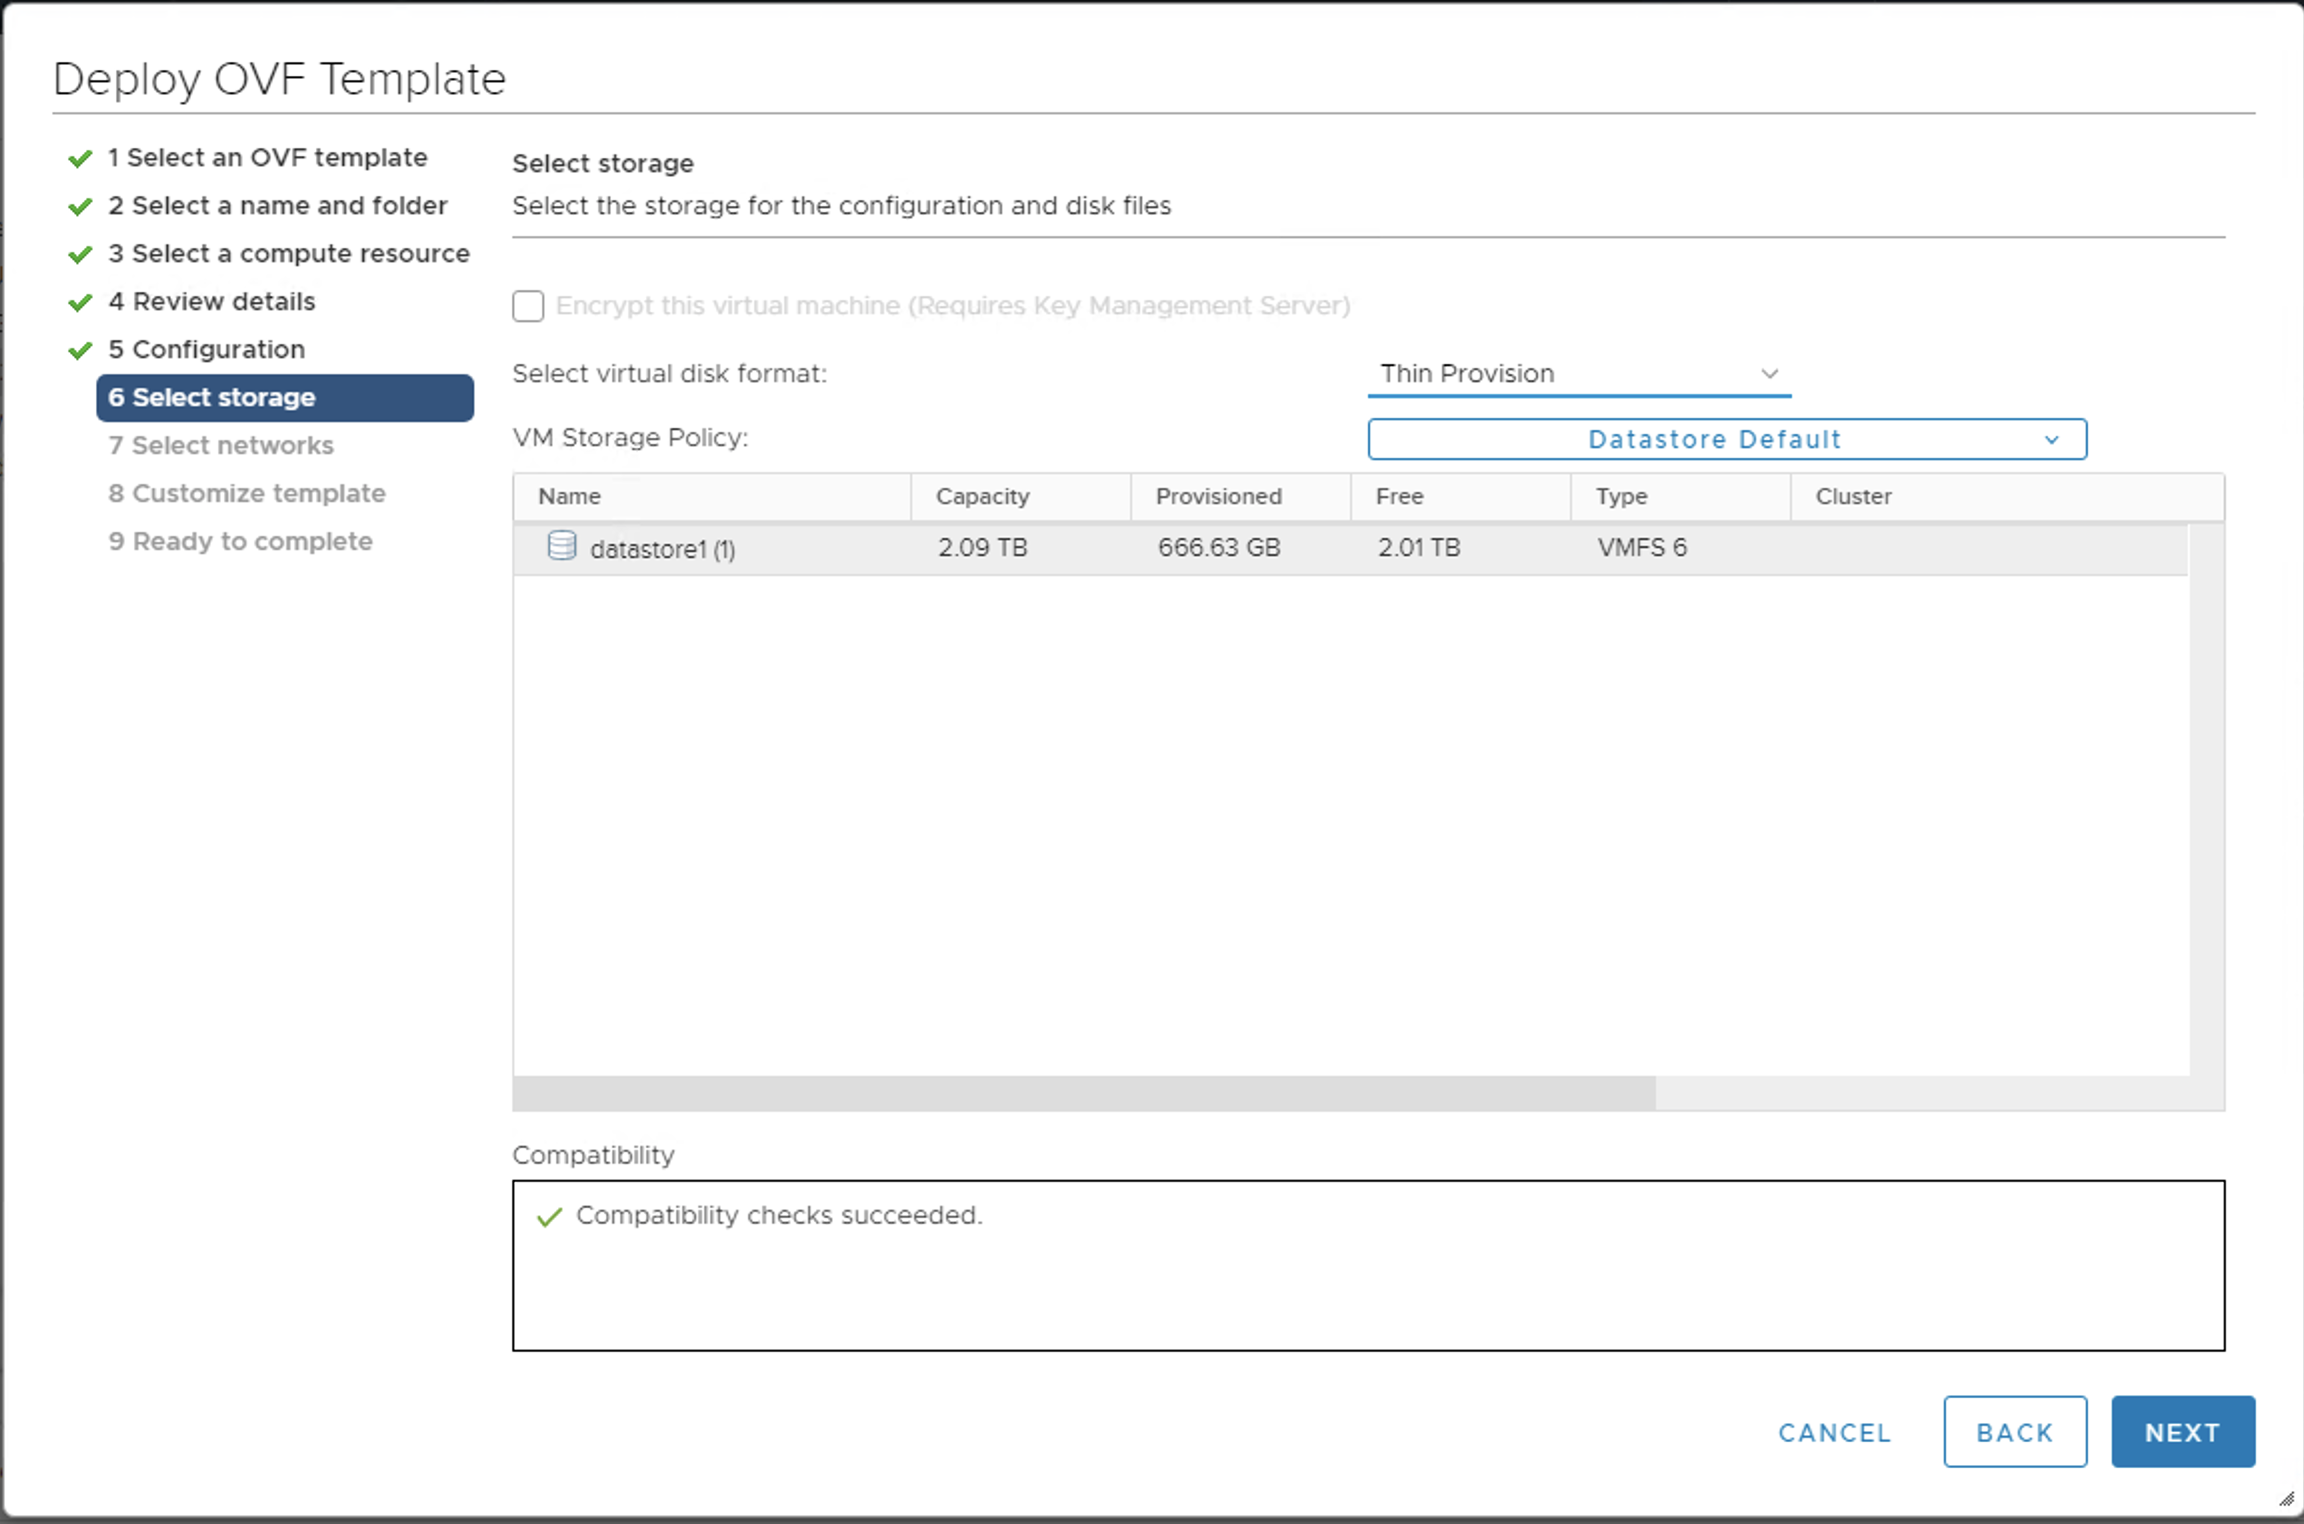 Deploy OVF Template
1 Select an OVF template
2 Select a name and folder
3 Select a compute resource
4 Review details
5 Configuration
6 Select storage
7 Select networks
8 Customize template
9 Ready to complete
Select storage
Select the storage for the configuration and disk files
Encrypt this virtual machine (Requires Key Management Server)
Select virtual disk format: Thin Provision
VM Storage Policy: Datastore Default
Name Capacity Provisioned Free Type Cluster
datastore1 (1) 2.09 TB 666.63 GB 2.01 TB VMFS 6
Compatibility
Compatibility checks succeeded.
CANCEL BACK NEXT